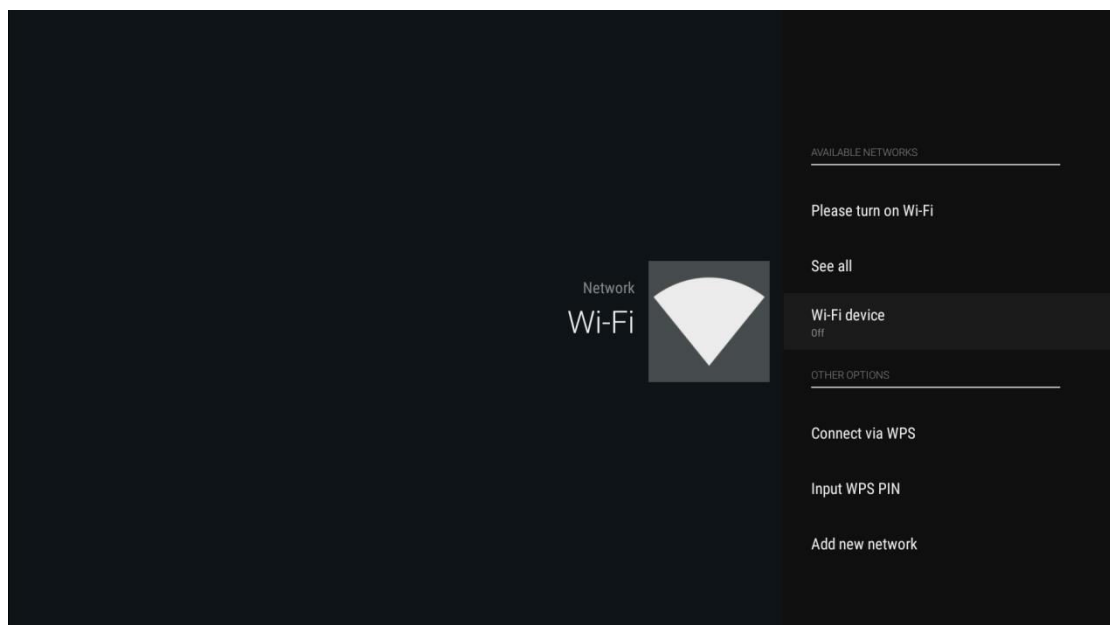 Network
Wi-Fi
AVAILABLE NETWORKS
Please turn on Wi-Fi
See all
Wi-Fi device
Off
OTHER OPTIONS
Connect via WPS
Input WPS PIN
Add new network